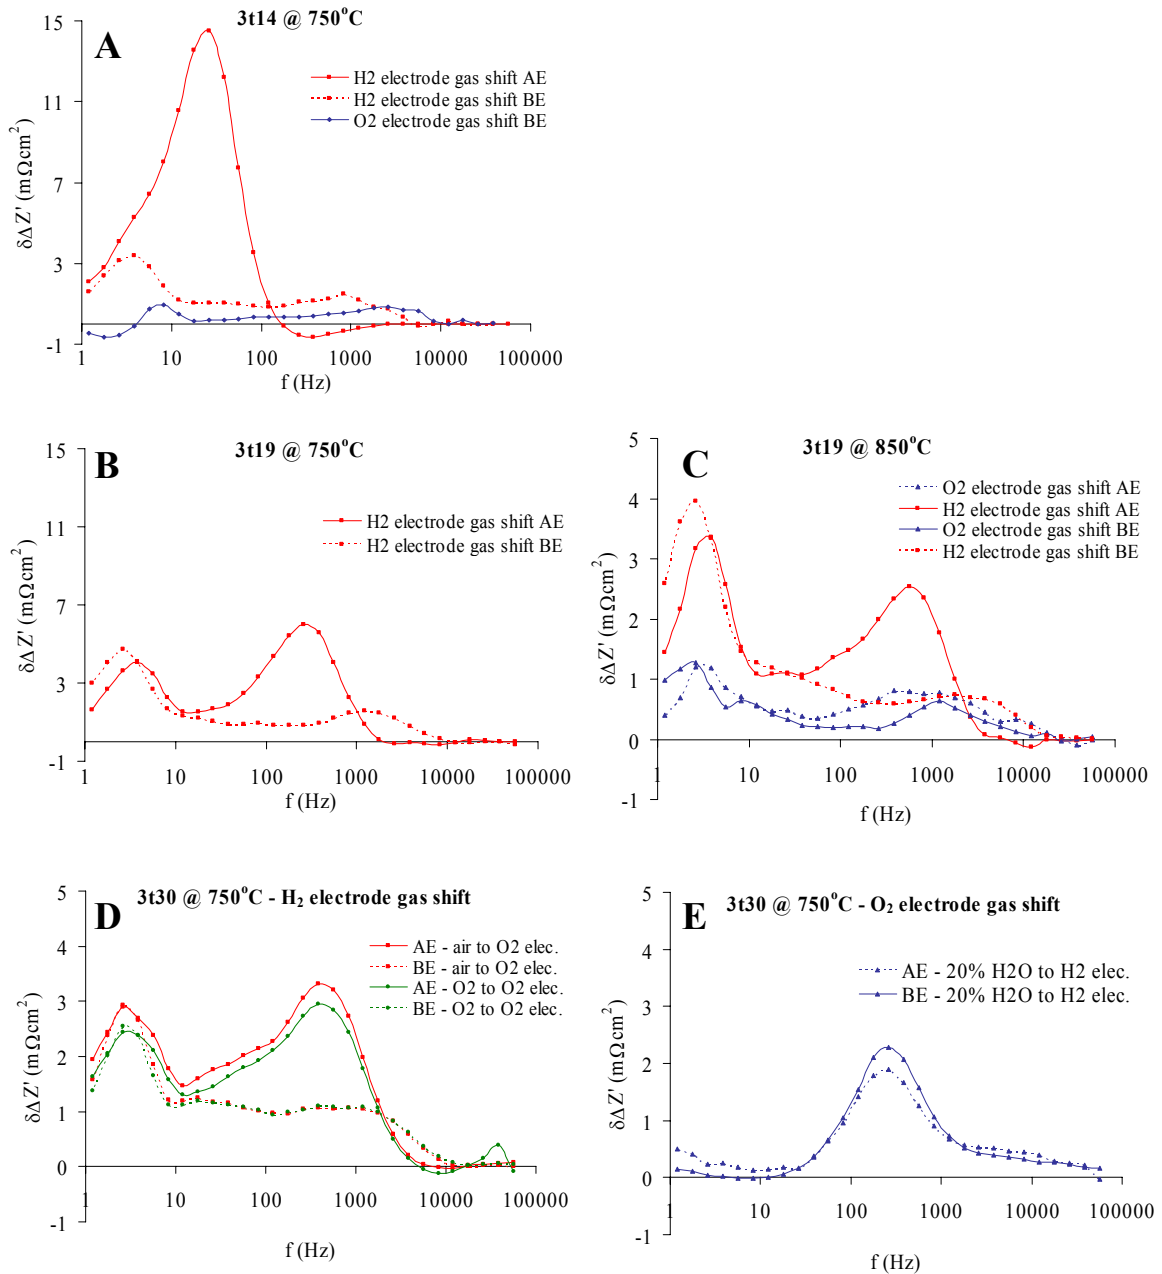 A
3t14 @ 750°C
H2 electrode gas shift AE
H2 electrode gas shift BE
O2 electrode gas shift BE
δΔZ' (mΩcm²)
15
11
7
3
-1
1
10
100
1000
10000
100000
f (Hz)
B
3t19 @ 750°C
H2 electrode gas shift AE
H2 electrode gas shift BE
δΔZ' (mΩcm²)
15
11
7
3
-1
1
10
100
1000
10000
100000
f (Hz)
C
3t19 @ 850°C
O2 electrode gas shift AE
H2 electrode gas shift AE
O2 electrode gas shift BE
H2 electrode gas shift BE
δΔZ' (mΩcm²)
5
4
3
2
1
0
-1
1
10
100
1000
10000
100000
f (Hz)
D
3t30 @ 750°C - H₂ electrode gas shift
AE - air to O2 elec.
BE - air to O2 elec.
AE - O2 to O2 elec.
BE - O2 to O2 elec.
δΔZ' (mΩcm²)
5
4
3
2
1
0
-1
1
10
100
1000
10000
100000
f (Hz)
E
3t30 @ 750°C - O₂ electrode gas shift
AE - 20% H2O to H2 elec.
BE - 20% H2O to H2 elec.
δΔZ' (mΩcm²)
5
4
3
2
1
0
-1
1
10
100
1000
10000
100000
f (Hz)